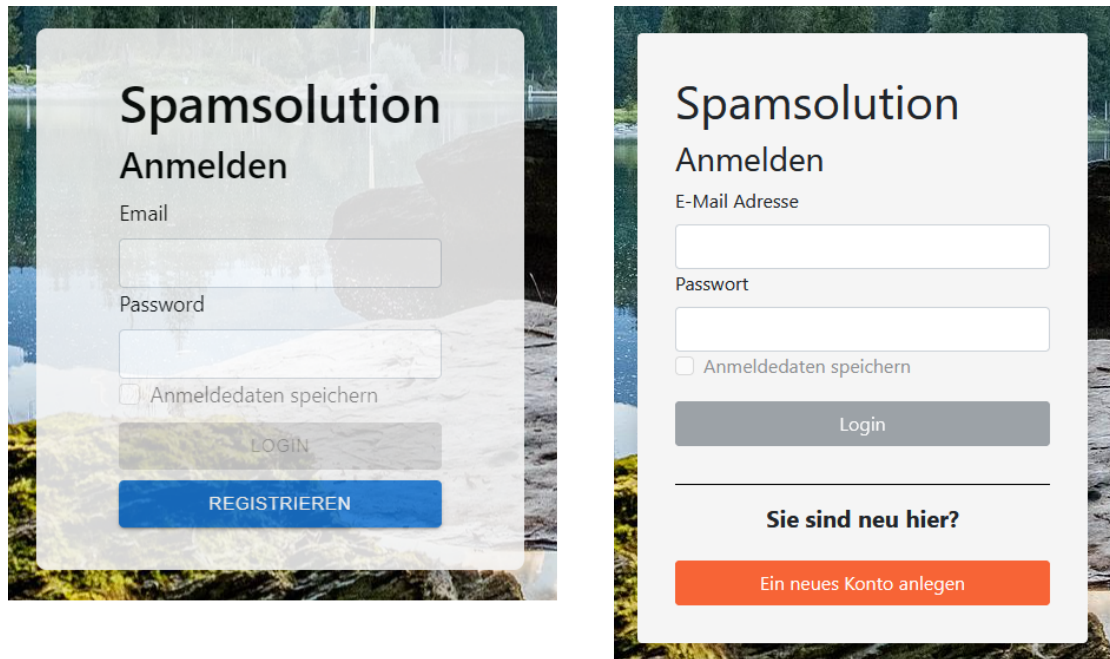 Spamsolution
Anmelden
Email
Password
Anmeldedaten speichern
LOGIN
REGISTRIEREN
Spamsolution
Anmelden
E-Mail Adresse
Passwort
Anmeldedaten speichern
Login
Sie sind neu hier?
Ein neues Konto anlegen